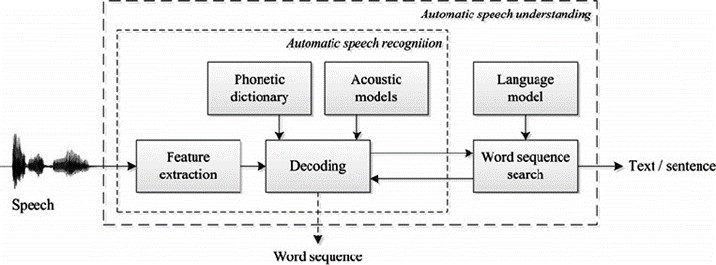 Automatic speech understanding
Automatic speech recognition
Phonetic
dictionary
Acoustic
models
Language
model
Feature
extraction
Decoding
Word sequence
search
Text / sentence
Speech
Word sequence